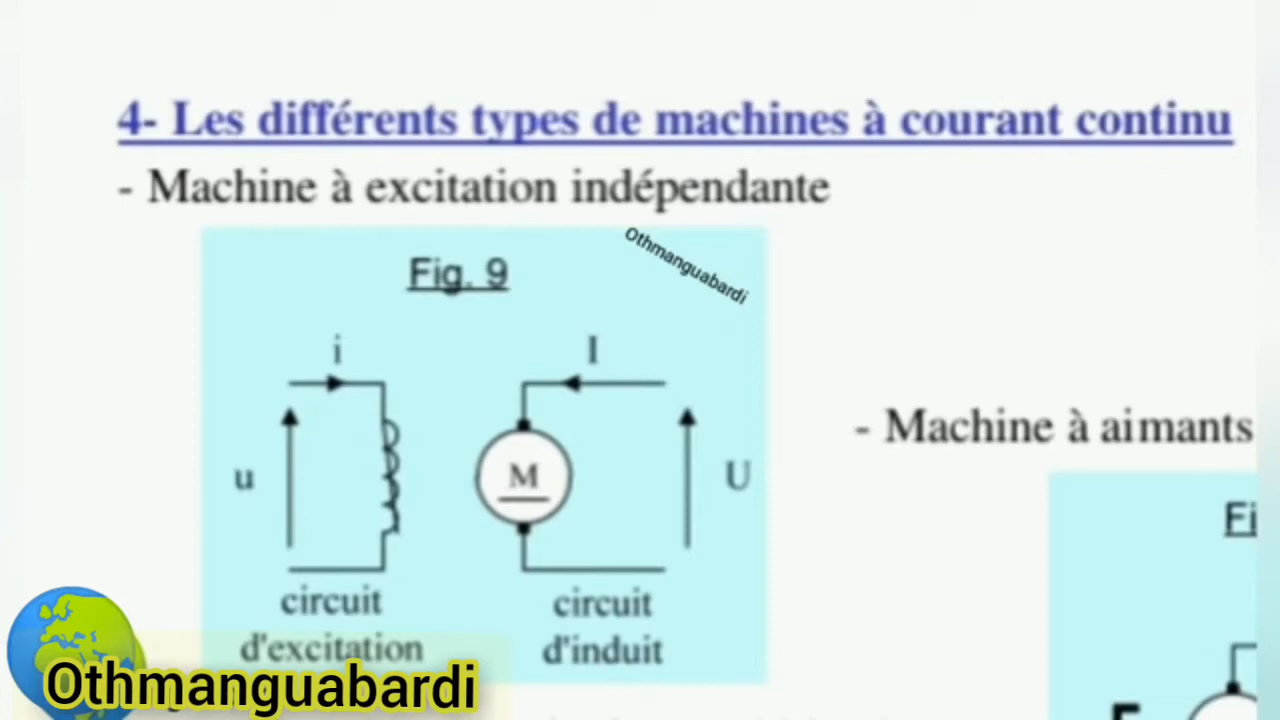 4- Les différents types de machines à courant continu
- Machine à excitation indépendante
Othmanguabardi
Fig. 9
i
I
u
M
U
circuit
d'excitation
circuit
d'induit
- Machine à aimants
Fi
E
Othmanguabardi